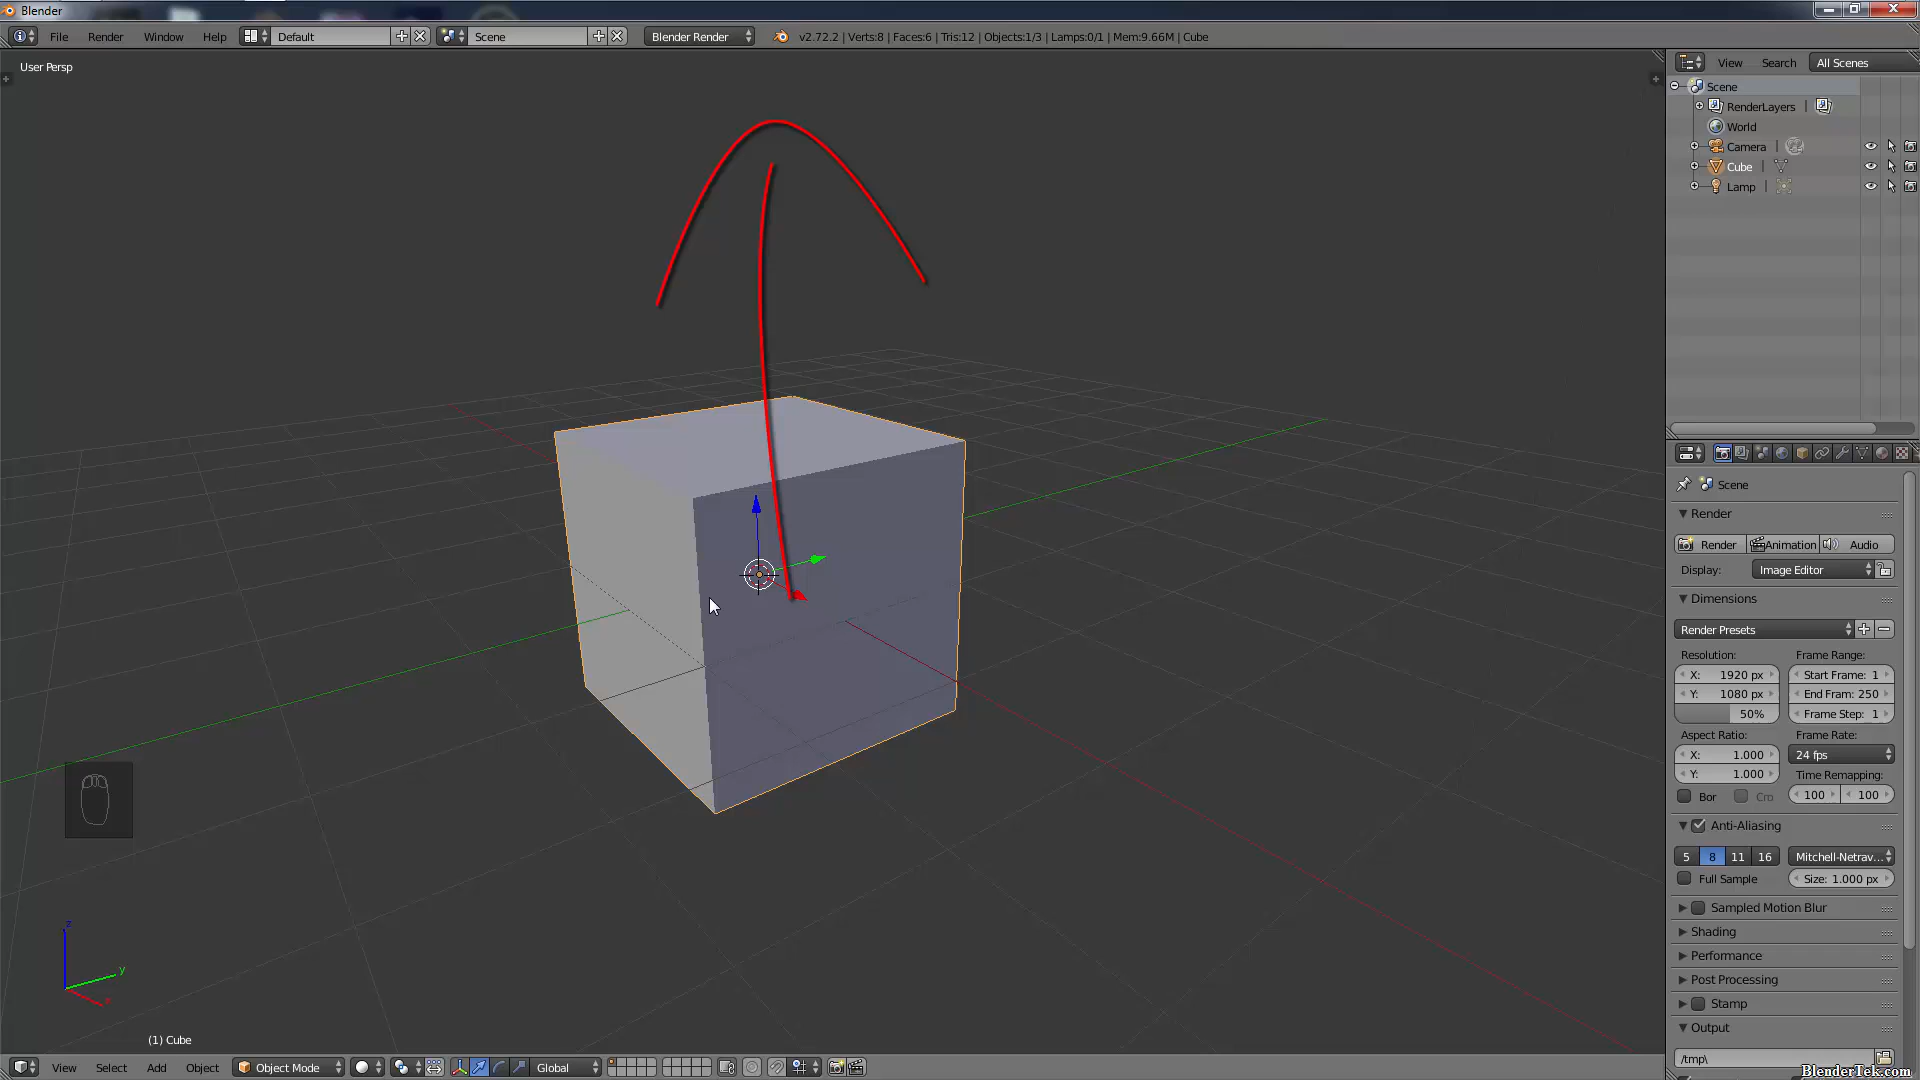 Blender
File Render Window Help Default Scene Blender Render v2.72.2 | Verts:8 | Faces:6 | Tris:12 | Objects:1/3 | Lamps:0/1 | Mem:9.66M | Cube
User Persp
View Search All Scenes
Scene
RenderLayers |
World
Camera |
Cube |
Lamp |
Scene
Render
Render Animation Audio
Display: Image Editor
Dimensions
Render Presets
Resolution: Frame Range:
X: 1920 px Start Frame: 1
Y: 1080 px End Fram: 250
50% Frame Step: 1
Aspect Ratio: Frame Rate:
X: 1.000 24 fps
Y: 1.000 Time Remapping:
Bor Cro 100 100
Anti-Aliasing
5 8 11 16 Mitchell-Netrav...
Full Sample Size: 1.000 px
Sampled Motion Blur
Shading
Performance
Post Processing
Stamp
Output
/tmp\
z
y
x
(1) Cube
View Select Add Object Object Mode Global
BlenderTek.com